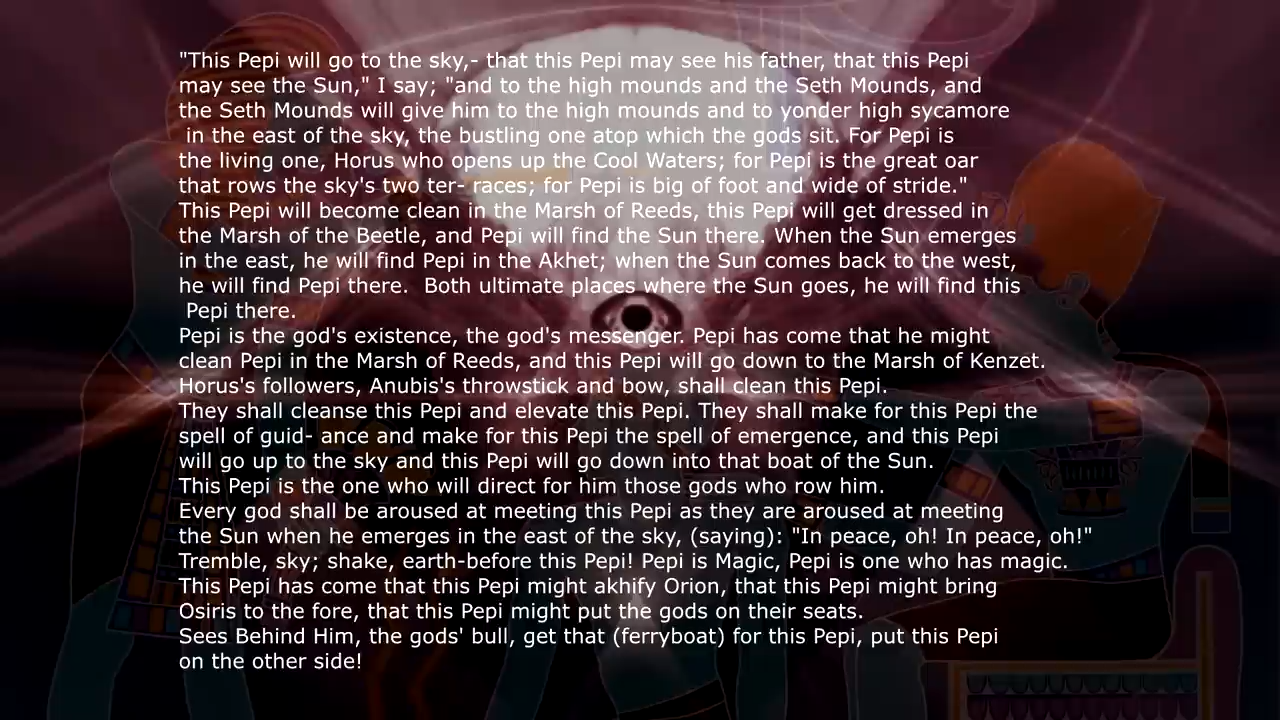 "This Pepi will go to the sky,- that this Pepi may see his father, that this Pepi
may see the Sun," I say; "and to the high mounds and the Seth Mounds, and
the Seth Mounds will give him to the high mounds and to yonder high sycamore
in the east of the sky, the bustling one atop which the gods sit. For Pepi is
the living one, Horus who opens up the Cool Waters; for Pepi is the great oar
that rows the sky's two ter- races; for Pepi is big of foot and wide of stride."
This Pepi will become clean in the Marsh of Reeds, this Pepi will get dressed in
the Marsh of the Beetle, and Pepi will find the Sun there. When the Sun emerges
in the east, he will find Pepi in the Akhet; when the Sun comes back to the west,
he will find Pepi there.  Both ultimate places where the Sun goes, he will find this
Pepi there.
Pepi is the god's existence, the god's messenger. Pepi has come that he might
clean Pepi in the Marsh of Reeds, and this Pepi will go down to the Marsh of Kenzet.
Horus's followers, Anubis's throwstick and bow, shall clean this Pepi.
They shall cleanse this Pepi and elevate this Pepi. They shall make for this Pepi the
spell of guid- ance and make for this Pepi the spell of emergence, and this Pepi
will go up to the sky and this Pepi will go down into that boat of the Sun.
This Pepi is the one who will direct for him those gods who row him.
Every god shall be aroused at meeting this Pepi as they are aroused at meeting
the Sun when he emerges in the east of the sky, (saying): "In peace, oh! In peace, oh!"
Tremble, sky; shake, earth-before this Pepi! Pepi is Magic, Pepi is one who has magic.
This Pepi has come that this Pepi might akhify Orion, that this Pepi might bring
Osiris to the fore, that this Pepi might put the gods on their seats.
Sees Behind Him, the gods' bull, get that (ferryboat) for this Pepi, put this Pepi
on the other side!